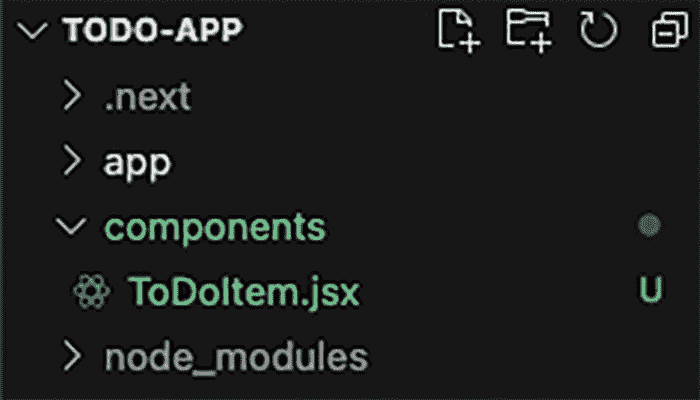 TODO-APP
.next
app
components
ToDoItem.jsx U
node_modules